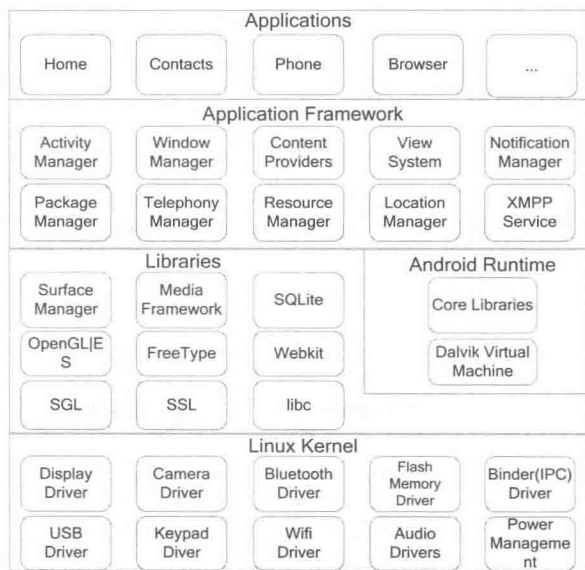 Applications
Home
Contacts
Phone
Browser
...
Application Framework
Activity
Manager
Window
Manager
Content
Providers
View
System
Notification
Manager
Package
Manager
Telephony
Manager
Resource
Manager
Location
Manager
XMPP
Service
Libraries
Surface
Manager
Media
Framework
SQLite
OpenGL|E
S
FreeType
Webkit
SGL
SSL
libc
Android Runtime
Core Libraries
Dalvik Virtual
Machine
Linux Kernel
Display
Driver
Camera
Driver
Bluetooth
Driver
Flash
Memory
Driver
Binder(IPC)
Driver
USB
Driver
Keypad
Diver
Wifi
Driver
Audio
Drivers
Power
Manageme
nt